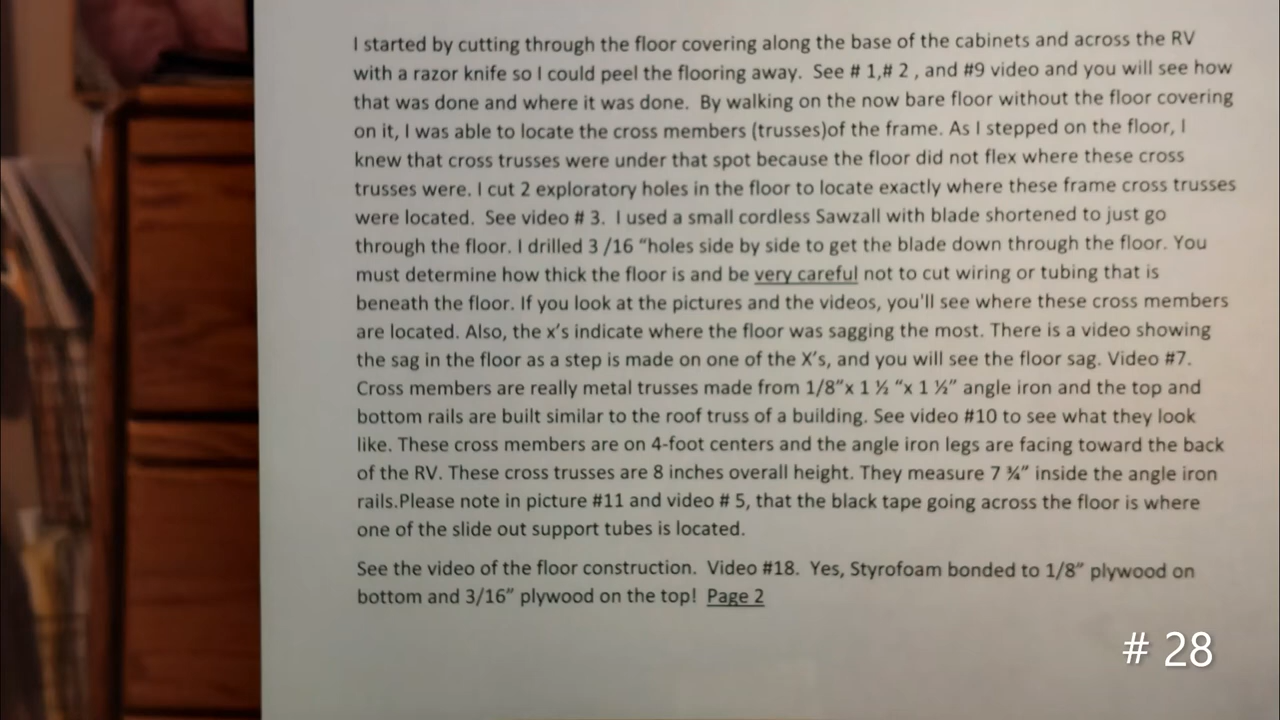 I started by cutting through the floor covering along the base of the cabinets and across the RV
with a razor knife so I could peel the flooring away.  See # 1,# 2 , and #9 video and you will see how
that was done and where it was done.  By walking on the now bare floor without the floor covering
on it, I was able to locate the cross members (trusses)of the frame. As I stepped on the floor, I
knew that cross trusses were under that spot because the floor did not flex where these cross
trusses were. I cut 2 exploratory holes in the floor to locate exactly where these frame cross trusses
were located.  See video # 3.  I used a small cordless Sawzall with blade shortened to just go
through the floor. I drilled 3 /16 “holes side by side to get the blade down through the floor. You
must determine how thick the floor is and be very careful not to cut wiring or tubing that is
beneath the floor. If you look at the pictures and the videos, you'll see where these cross members
are located. Also, the x’s indicate where the floor was sagging the most. There is a video showing
the sag in the floor as a step is made on one of the X’s, and you will see the floor sag. Video #7.
Cross members are really metal trusses made from 1/8”x 1 ½ “x 1 ½” angle iron and the top and
bottom rails are built similar to the roof truss of a building. See video #10 to see what they look
like. These cross members are on 4-foot centers and the angle iron legs are facing toward the back
of the RV. These cross trusses are 8 inches overall height. They measure 7 ¾” inside the angle iron
rails.Please note in picture #11 and video # 5, that the black tape going across the floor is where
one of the slide out support tubes is located.
See the video of the floor construction.  Video #18.  Yes, Styrofoam bonded to 1/8” plywood on
bottom and 3/16” plywood on the top!  Page 2
# 28